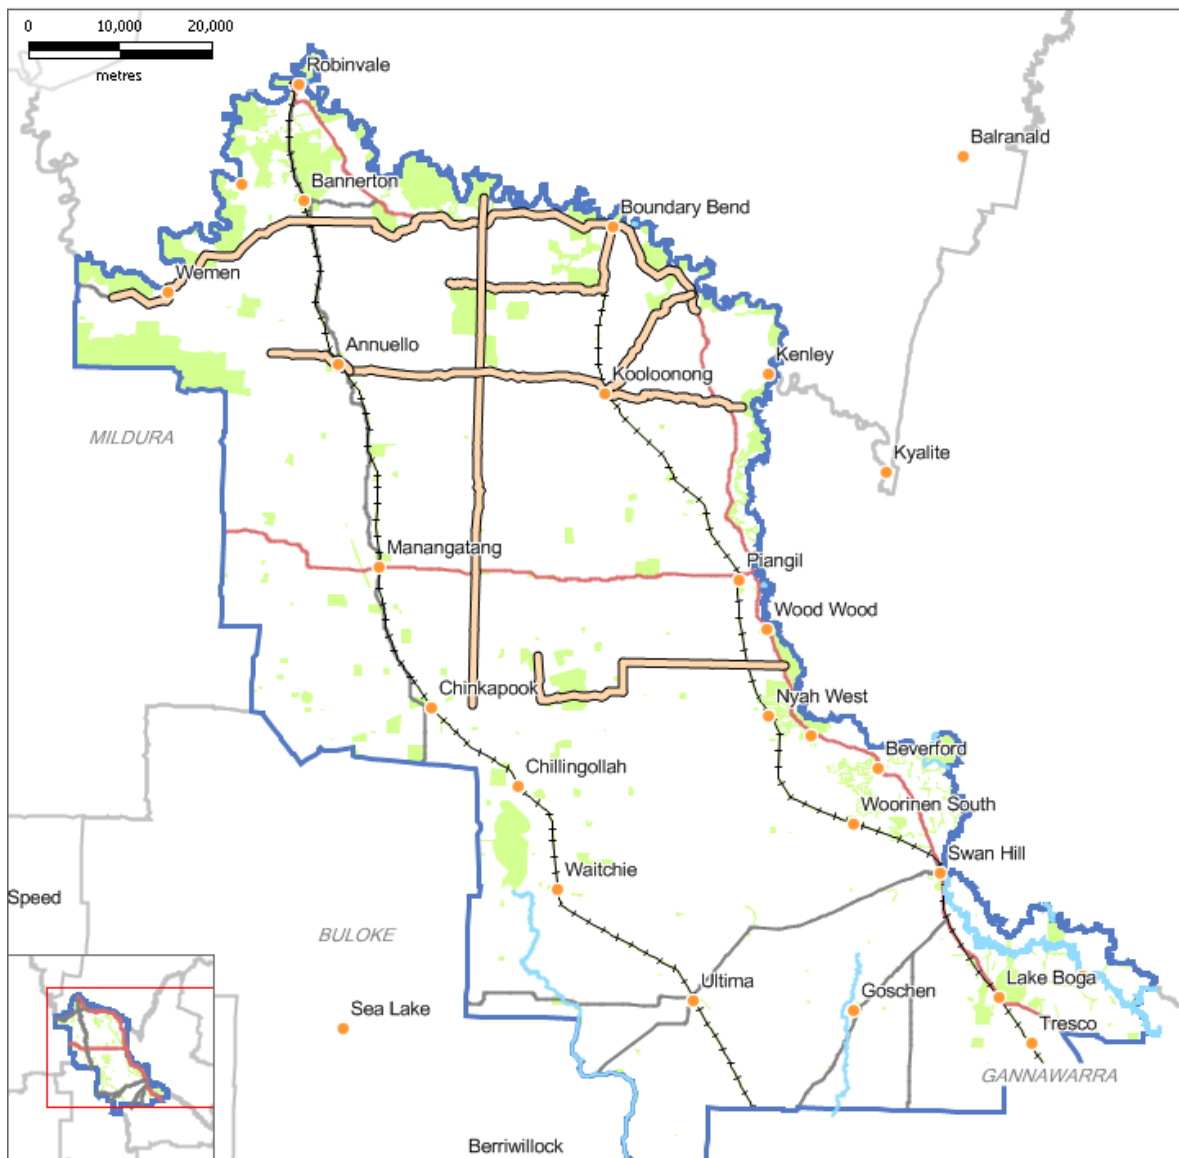 0 10,000 20,000
metres
Robinvale
Balranald
Bannerton
Boundary Bend
Wemen
Annuello
Kenley
Kooloonong
MILDURA
Kyalite
Manangatang
Piangil
Wood Wood
Chinkapook
Nyah West
Beverford
Chillingollah
Woorinen South
Swan Hill
Waitchie
Speed
BULOKE
Ultima
Lake Boga
Goschen
Sea Lake
Tresco
GANNAWARRA
Berriwillock